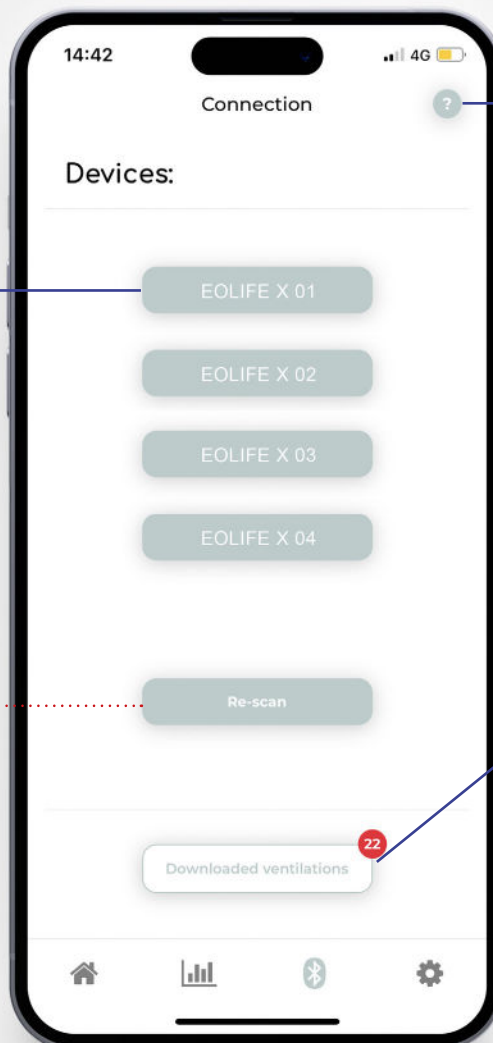 14:42
4G
Connection
?
Devices:
EOLIFE X 01
EOLIFE X 02
EOLIFE X 03
EOLIFE X 04
Re-scan
22
Downloaded ventilations